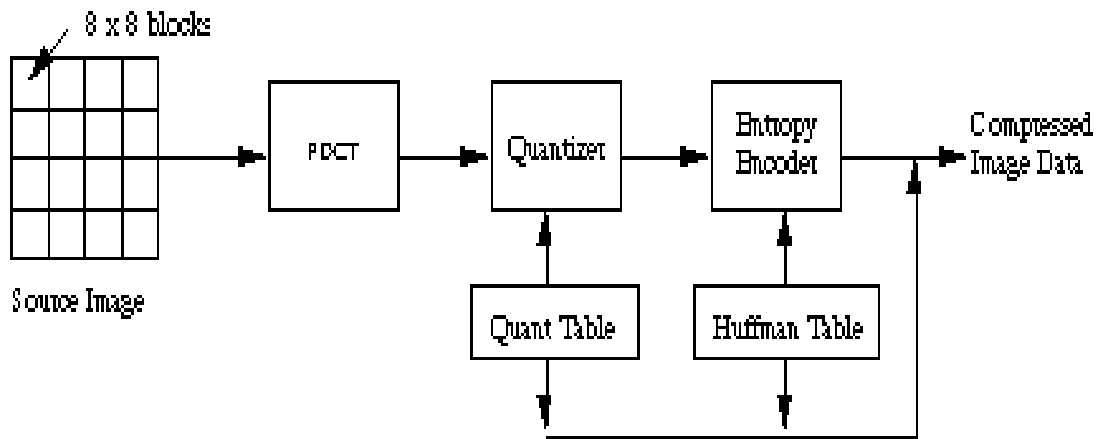 8 x 8 blocks
FDCT
Quantizer
Entropy
Encoder
Compressed
Image Data
Source Image
Quant Table
Huffman Table